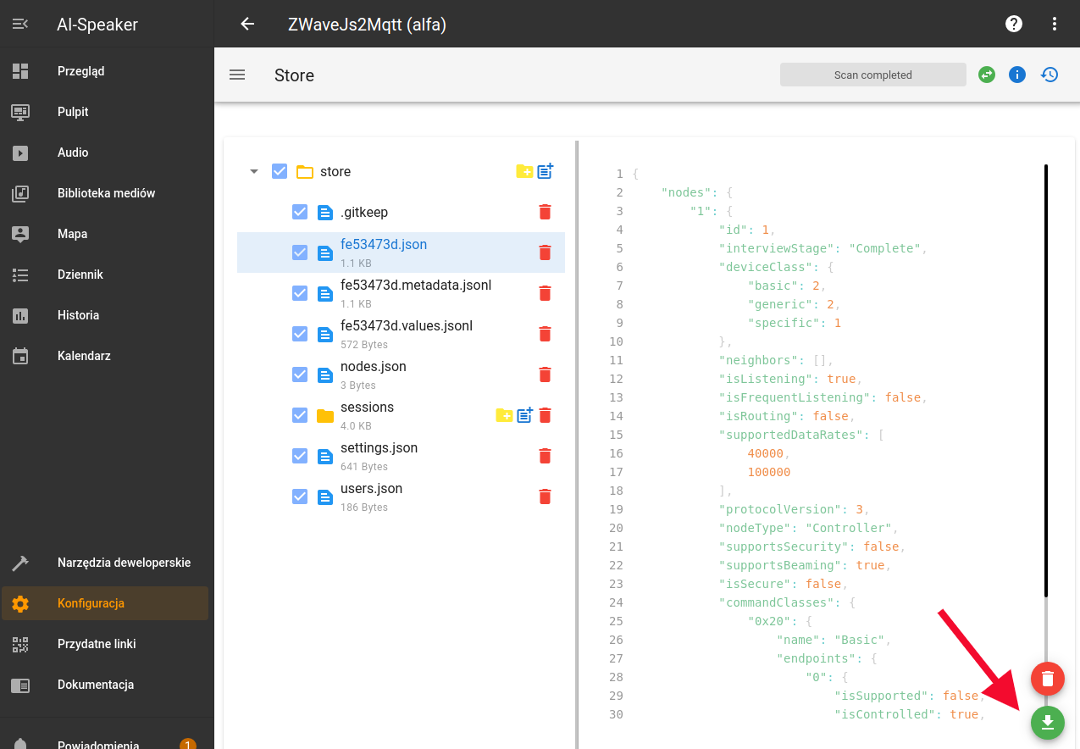 AI-Speaker
Przegląd
Pulpit
Audio
Biblioteka mediów
Mapa
Dziennik
Historia
Kalendarz
Narzędzia deweloperskie
Konfiguracja
Przydatne linki
Dokumentacja
Powiadomienia 1
ZWaveJs2Mqtt (alfa)
Store
Scan completed
store
.gitkeep
fe53473d.json
1.1 KB
fe53473d.metadata.jsonl
1.1 KB
fe53473d.values.jsonl
572 Bytes
nodes.json
3 Bytes
sessions
4.0 KB
settings.json
641 Bytes
users.json
186 Bytes
1 {
2 "nodes": {
3 "1": {
4 "id": 1,
5 "interviewStage": "Complete",
6 "deviceClass": {
7 "basic": 2,
8 "generic": 2,
9 "specific": 1
10 },
11 "neighbors": [],
12 "isListening": true,
13 "isFrequentListening": false,
14 "isRouting": false,
15 "supportedDataRates": [
16 40000,
17 100000
18 ],
19 "protocolVersion": 3,
20 "nodeType": "Controller",
21 "supportsSecurity": false,
22 "supportsBeaming": true,
23 "isSecure": false,
24 "commandClasses": {
25 "0x20": {
26 "name": "Basic",
27 "endpoints": {
28 "0": {
29 "isSupported": false,
30 "isControlled": true,